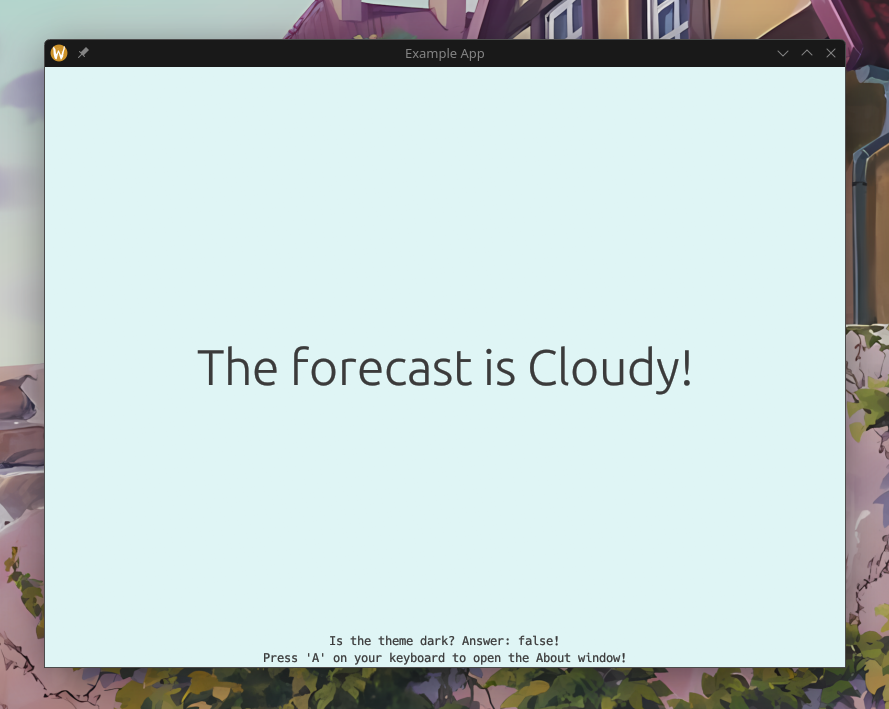 Example App
The forecast is Cloudy!
Is the theme dark? Answer: false!
Press 'A' on your keyboard to open the About window!